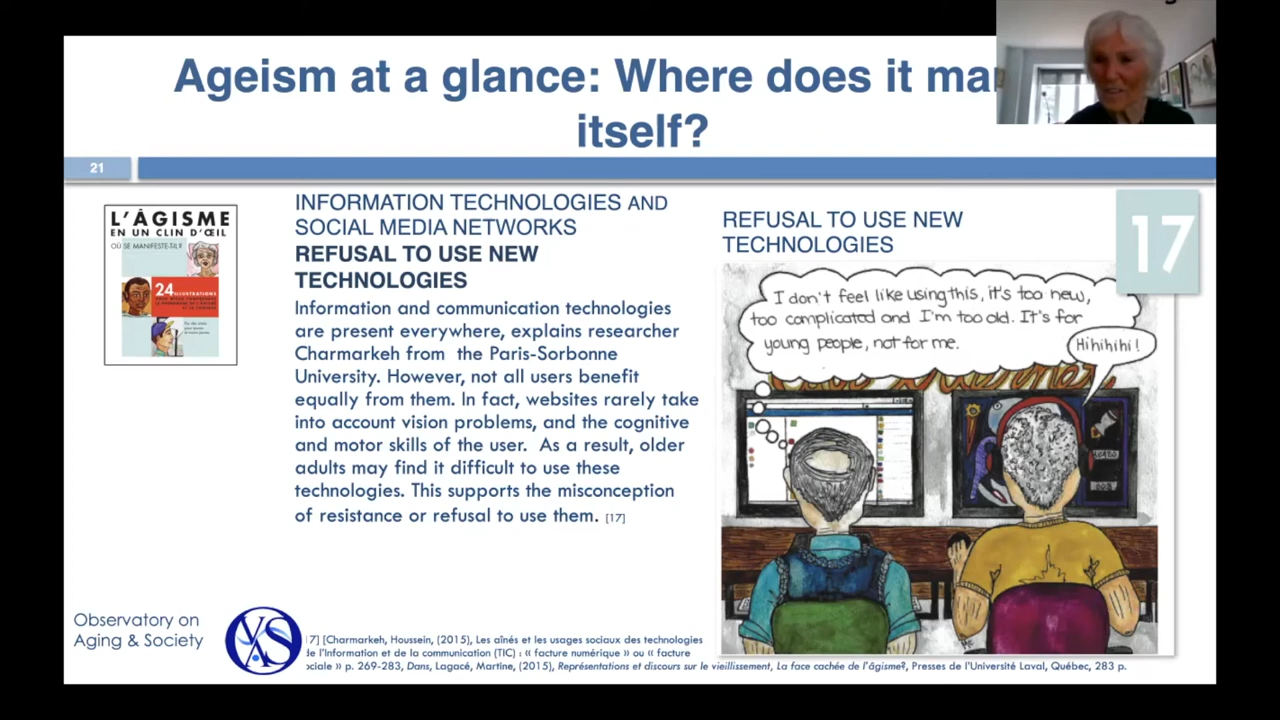 Ageism at a glance: Where does it
itself?
21
L'ÂGISME
EN UN CLIN D'ŒIL
OÙ SE MANIFESTE-T-IL?
24 ILLUSTRATIONS
INFORMATION TECHNOLOGIES AND
SOCIAL MEDIA NETWORKS
REFUSAL TO USE NEW
TECHNOLOGIES
Information and communication technologies
are present everywhere, explains researcher
Charmarkeh from the Paris-Sorbonne
University. However, not all users benefit
equally from them. In fact, websites rarely take
into account vision problems, and the cognitive
and motor skills of the user. As a result, older
adults may find it difficult to use these
technologies. This supports the misconception
of resistance or refusal to use them. [17]
REFUSAL TO USE NEW
TECHNOLOGIES
17
I don't feel like using this, it's too new,
too complicated and I'm too old. It's for
young people, not for me.
Hihihihi!
Observatory on
Aging & Society
17] [Charmarkeh, Houssein, (2015), Les aînés et les usages sociaux des technologies
de l'Information et de la communication (TIC) : « facture numérique » ou « facture
sociale » p. 269-283, Dans, Lagacé, Martine, (2015), Représentations et discours sur le vieillissement, La face cachée de l'âgisme?, Presses de l'Université Laval, Québec, 283 p.